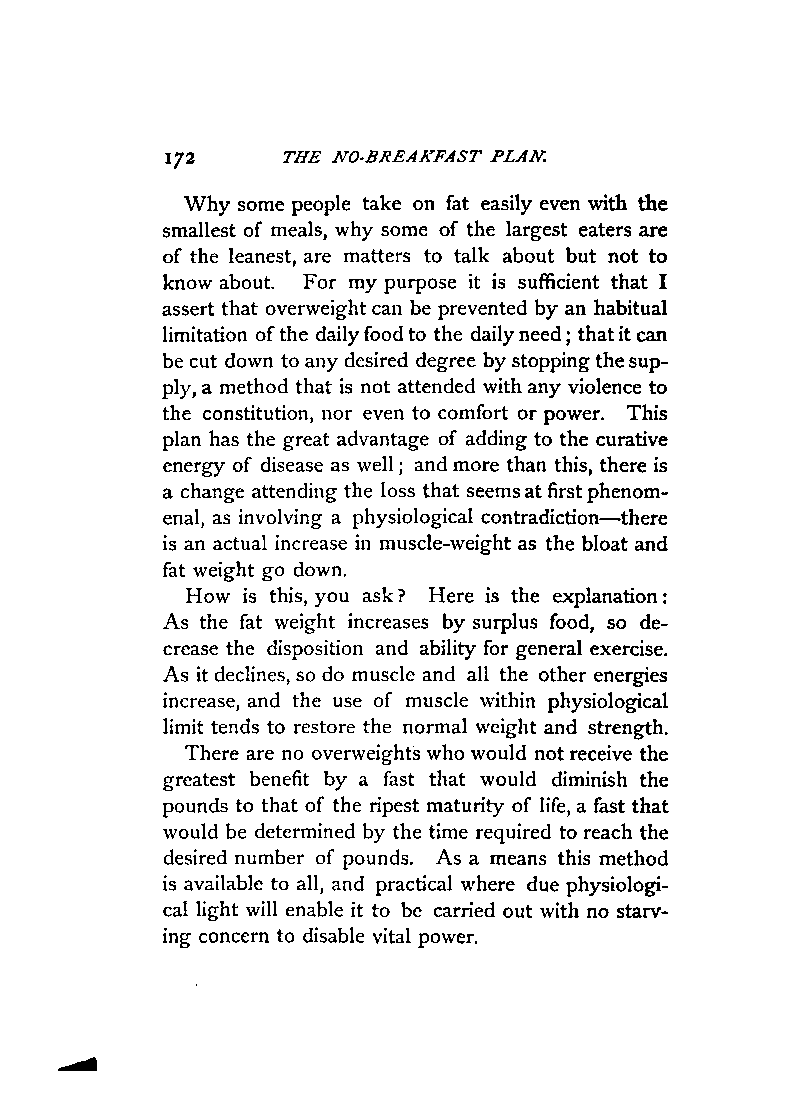 172 THE NO-BREAKFAST PLAN.
Why some people take on fat easily even with the
smallest of meals, why some of the largest eaters are
of the leanest, are matters to talk about but not to
know about. For my purpose it is sufficient that I
assert that overweight can be prevented by an habitual
limitation of the daily food to the daily need; that it can
be cut down to any desired degree by stopping the sup-
ply, a method that is not attended with any violence to
the constitution, nor even to comfort or power. This
plan has the great advantage of adding to the curative
energy of disease as well; and more than this, there is
a change attending the loss that seems at first phenom-
enal, as involving a physiological contradiction—there
is an actual increase in muscle-weight as the bloat and
fat weight go down.
How is this, you ask? Here is the explanation:
As the fat weight increases by surplus food, so de-
crease the disposition and ability for general exercise.
As it declines, so do muscle and all the other energies
increase, and the use of muscle within physiological
limit tends to restore the normal weight and strength.
There are no overweights who would not receive the
greatest benefit by a fast that would diminish the
pounds to that of the ripest maturity of life, a fast that
would be determined by the time required to reach the
desired number of pounds. As a means this method
is available to all, and practical where due physiologi-
cal light will enable it to be carried out with no starv-
ing concern to disable vital power.